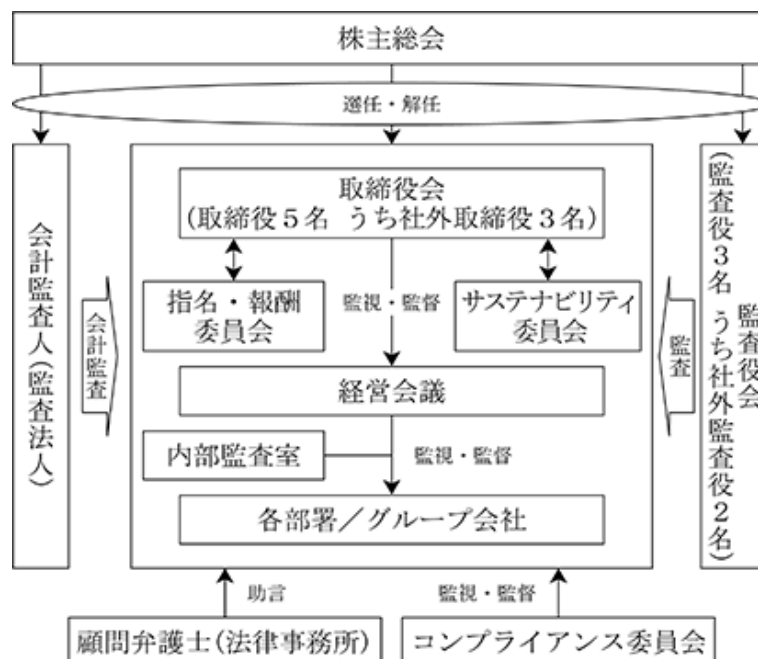 株主総会
選任・解任
会計監査人(監査法人)
会計監査
取締役会
(取締役5名 うち社外取締役3名)
指名・報酬
委員会
監視・監督
サステナビリティ
委員会
経営会議
内部監査室
監視・監督
各部署／グループ会社
監査
監査役会
(監査役3名 うち社外監査役2名)
助言
監視・監督
顧問弁護士(法律事務所)
コンプライアンス委員会